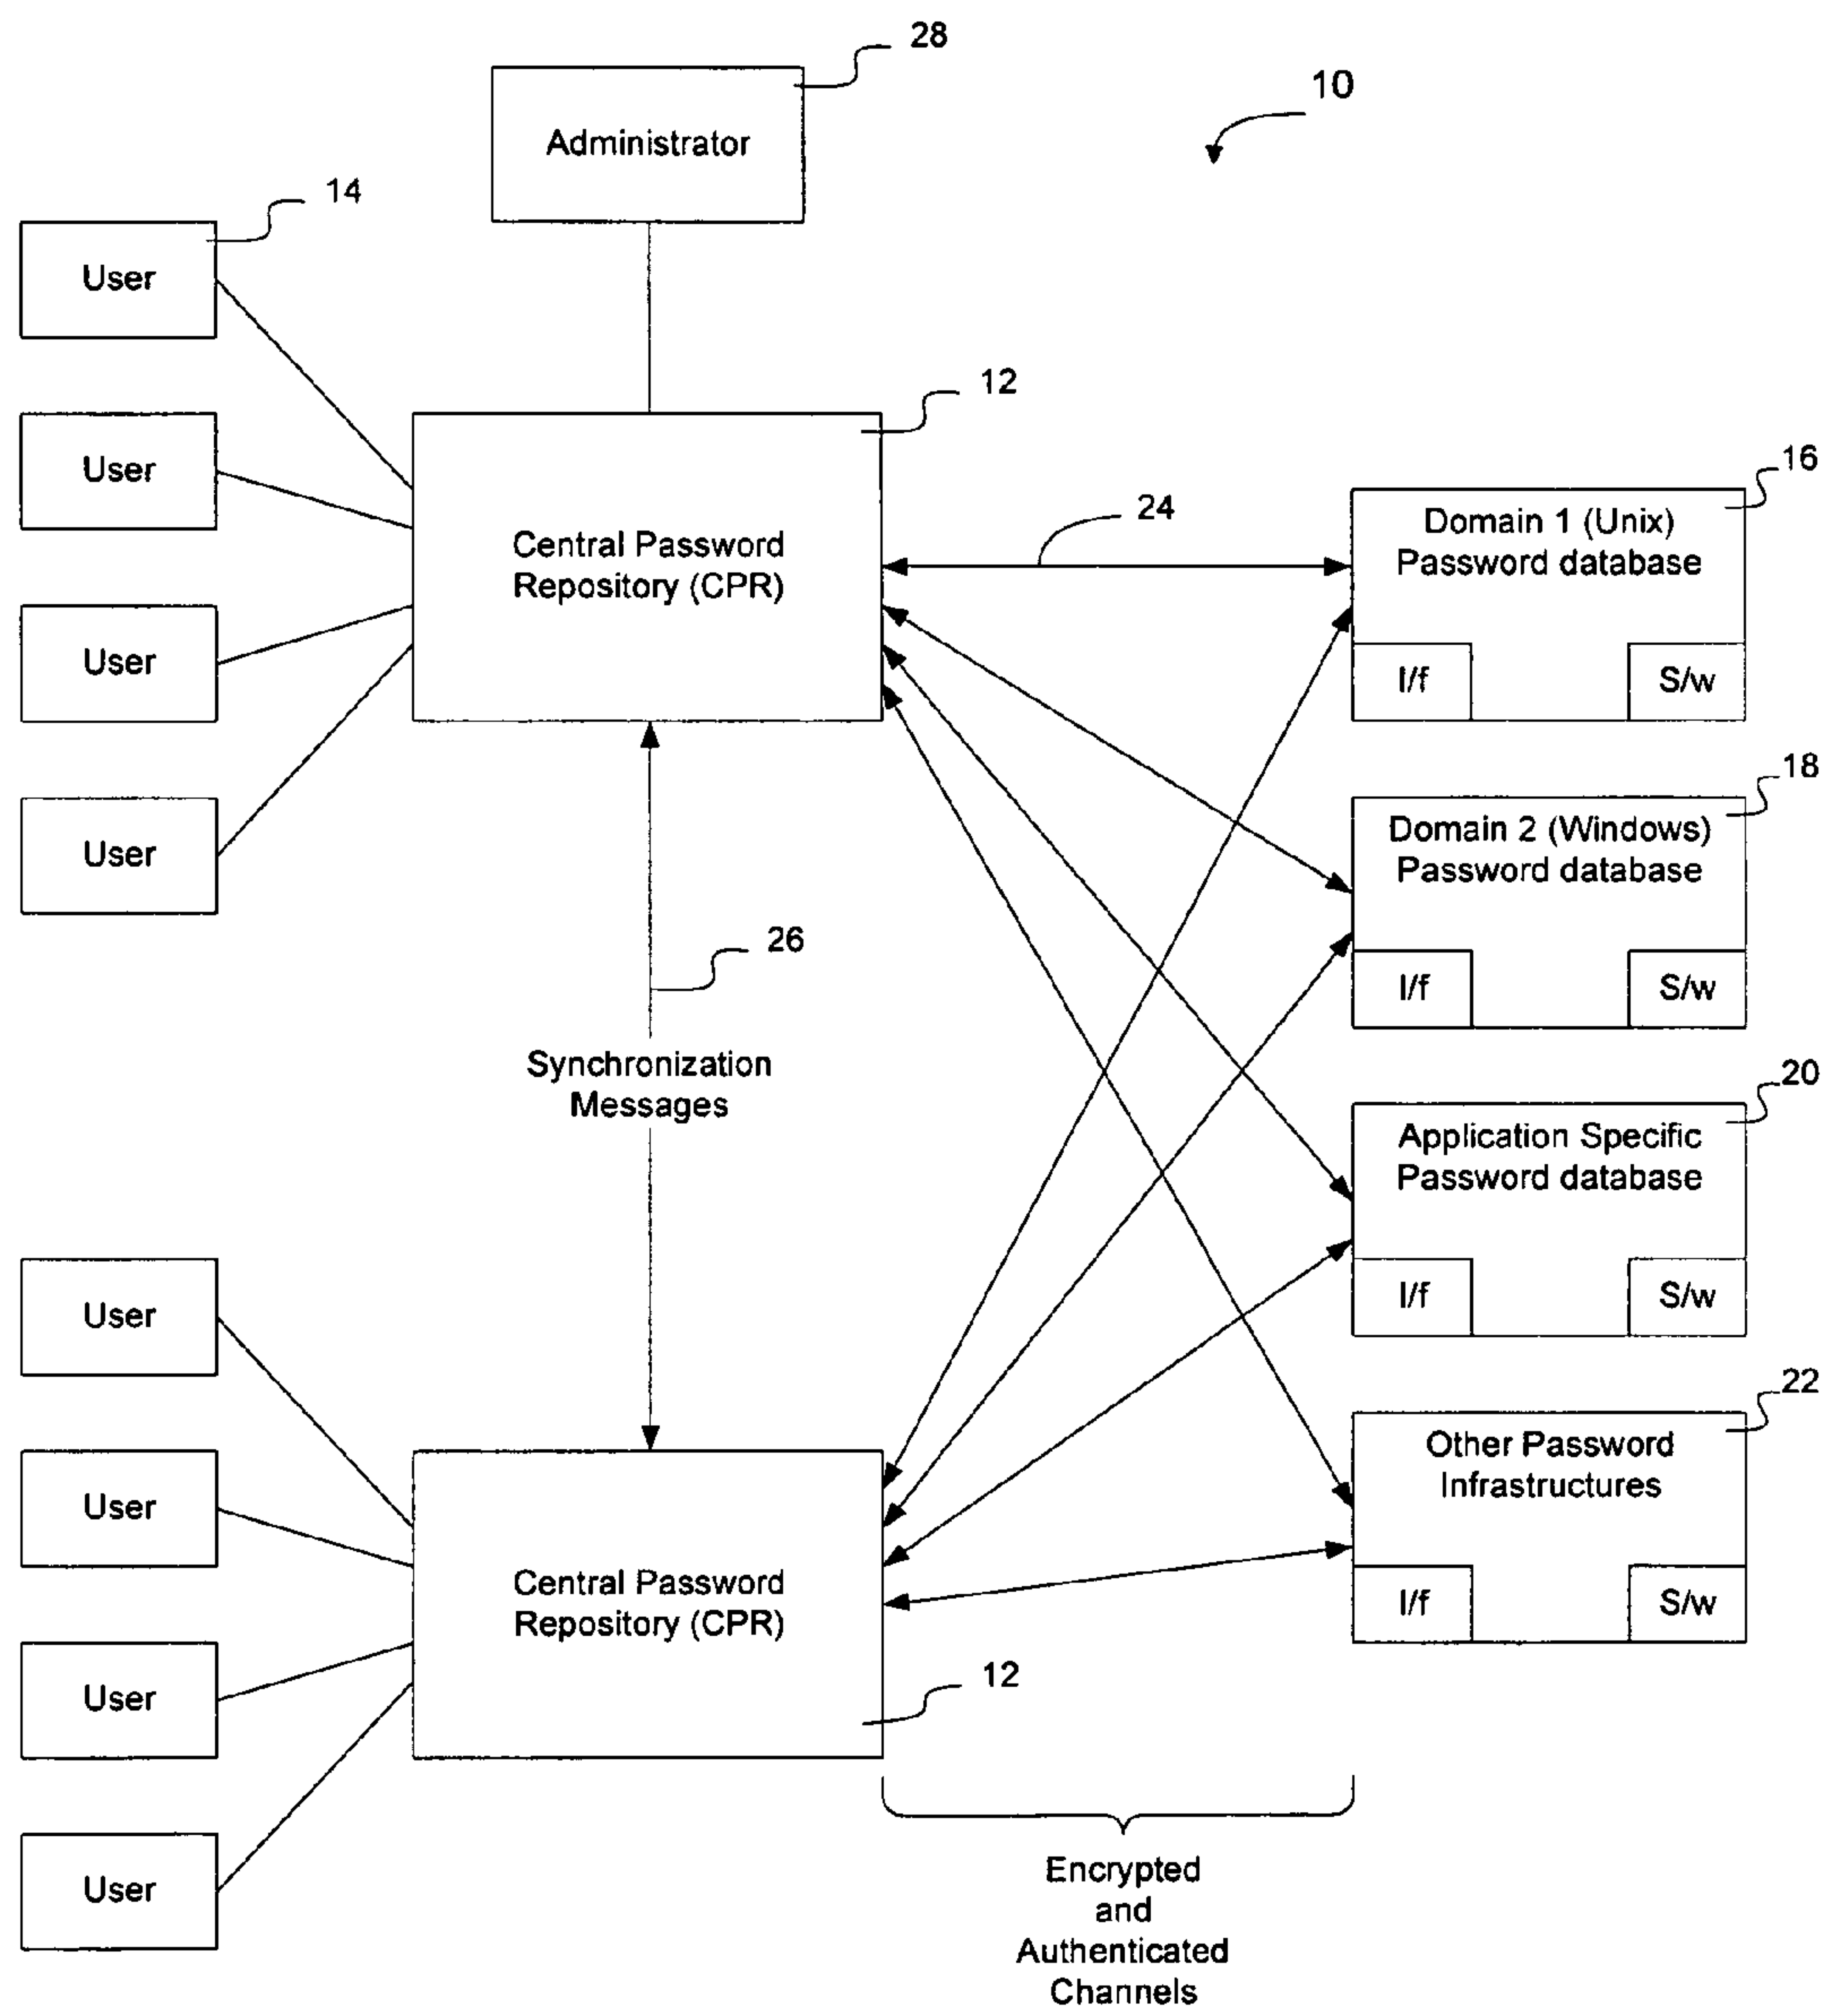 28
Administrator
10
14
User
12
User
Central Password
Repository (CPR)
User
User
24
16
Domain 1 (Unix)
Password database
I/f
S/w
18
Domain 2 (Windows)
Password database
I/f
S/w
26
Synchronization
Messages
20
Application Specific
Password database
I/f
S/w
22
Other Password
Infrastructures
I/f
S/w
User
User
User
User
Central Password
Repository (CPR)
12
Encrypted
and
Authenticated
Channels